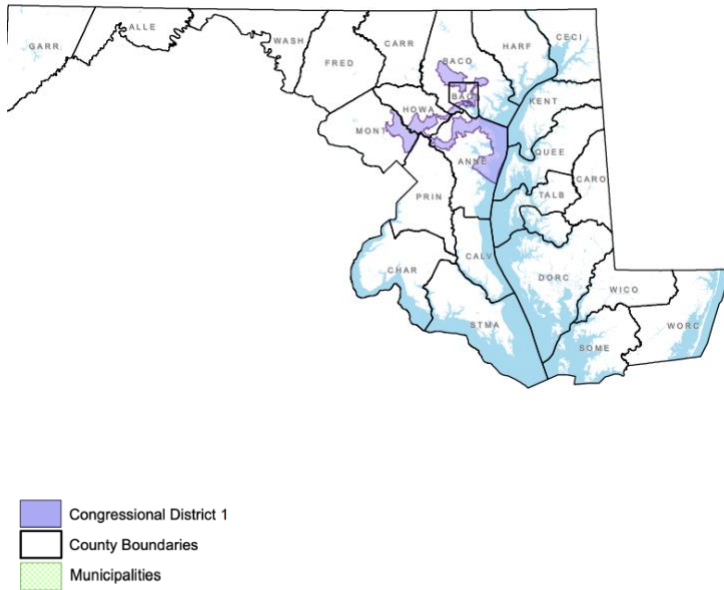 GARR.
ALLE
WASH
FRED
CARR
BACO
HARF
CECI
BAC
HOWA
KENT
MONT
QUEE
ANNE
CARO
TALB
PRIN
CALV
CHAR
DORC
WICO
STMA
SOME
WORC
Congressional District 1
County Boundaries
Municipalities